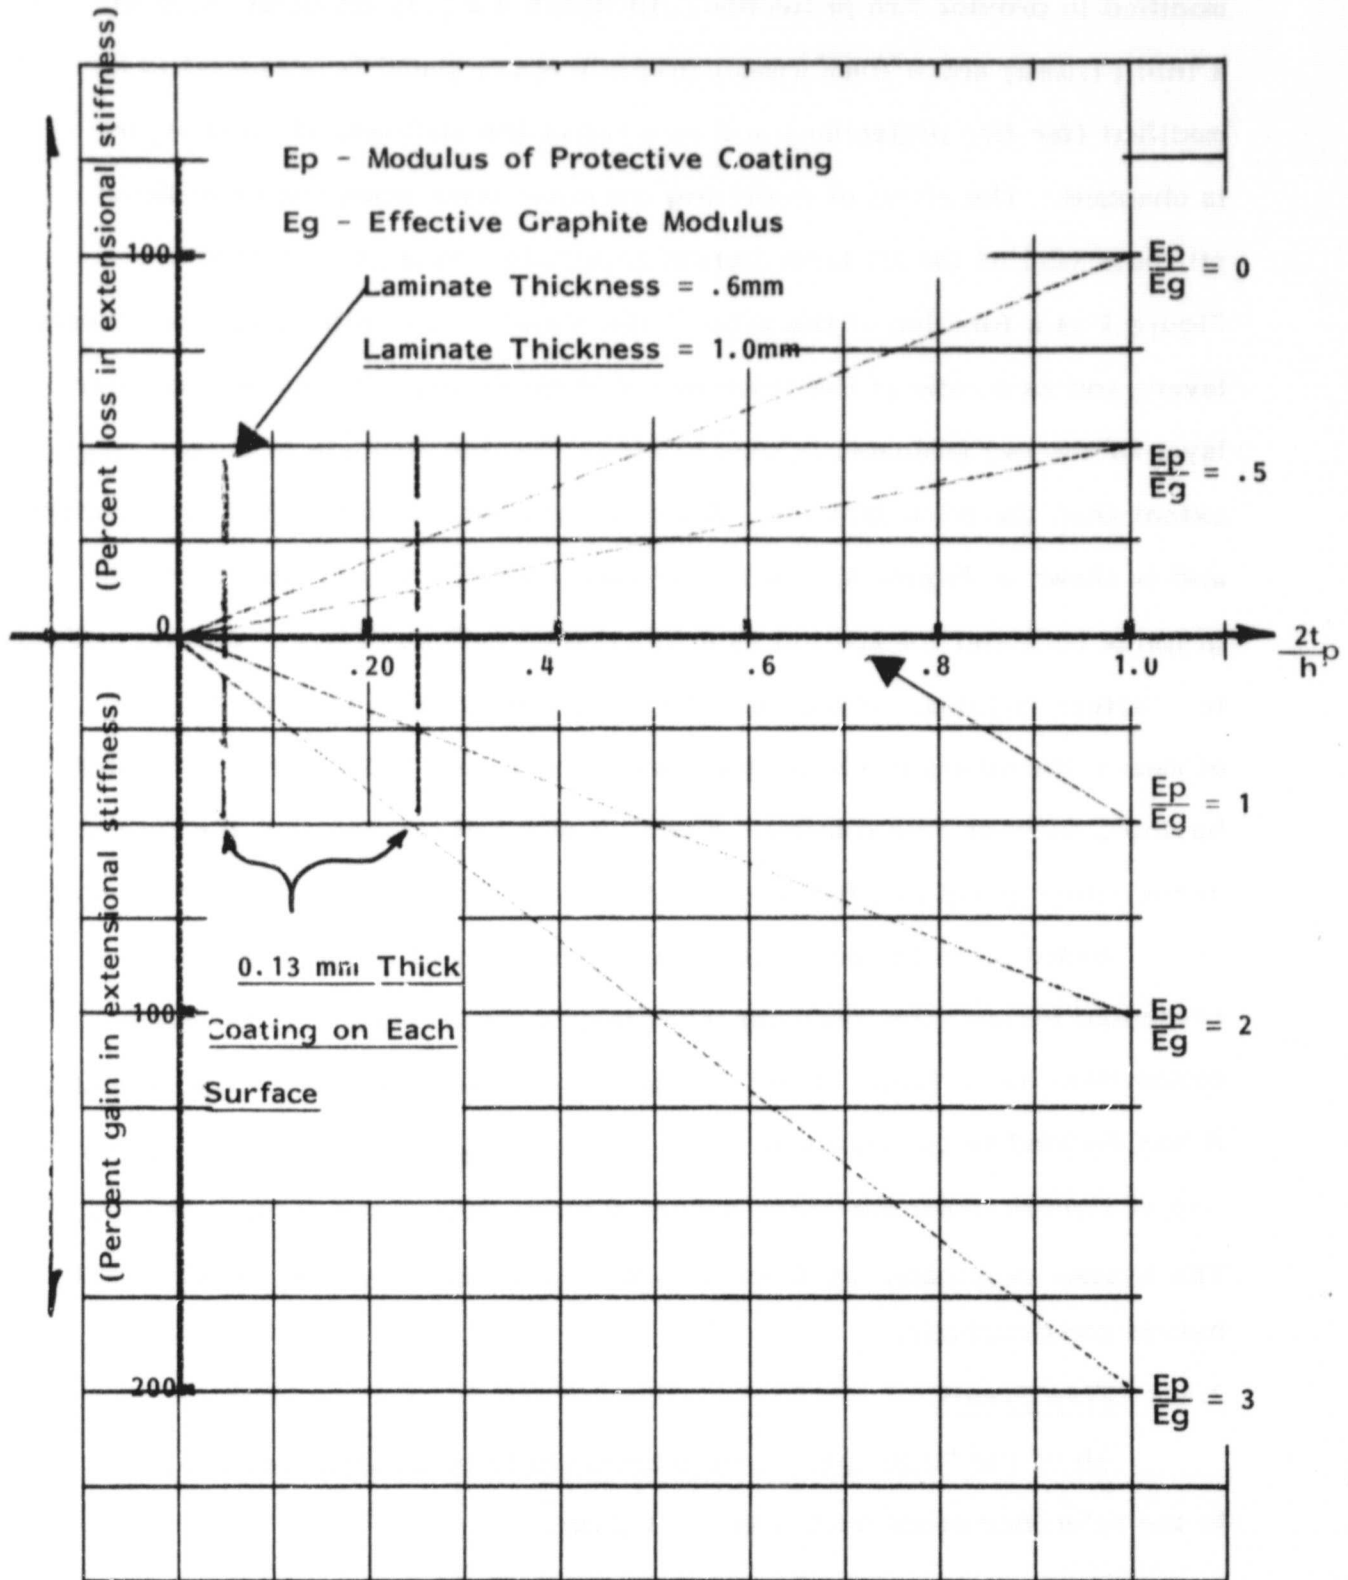 (Percent loss in extensional stiffness)
Ep - Modulus of Protective Coating
Eg - Effective Graphite Modulus
Laminate Thickness = .6mm
Laminate Thickness = 1.0mm
100
Ep
Eg = 0
Ep
Eg = .5
0
.20 .4 .6 .8 1.0
2t
h p
Ep
Eg = 1
(Percent gain in extensional stiffness)
0.13 mm Thick
Coating on Each
Surface
100
Ep
Eg = 2
200
Ep
Eg = 3